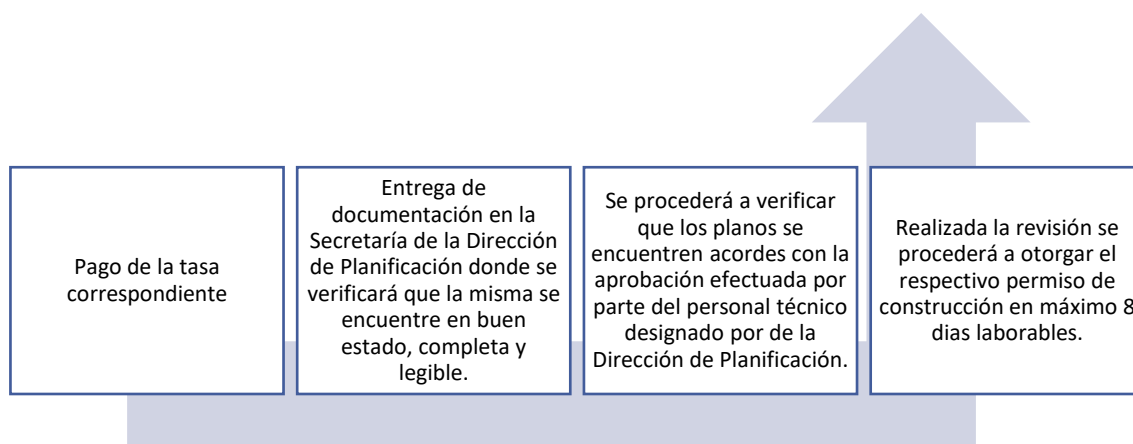 Pago de la tasa
correspondiente
Entrega de
documentación en la
Secretaría de la Dirección
de Planificación donde se
verificará que la misma se
encuentre en buen
estado, completa y
legible.
Se procederá a verificar
que los planos se
encuentren acordes con la
aprobación efectuada por
parte del personal técnico
designado por de la
Dirección de Planificación.
Realizada la revisión se
procederá a otorgar el
respectivo permiso de
construcción en máximo 8
dias laborables.